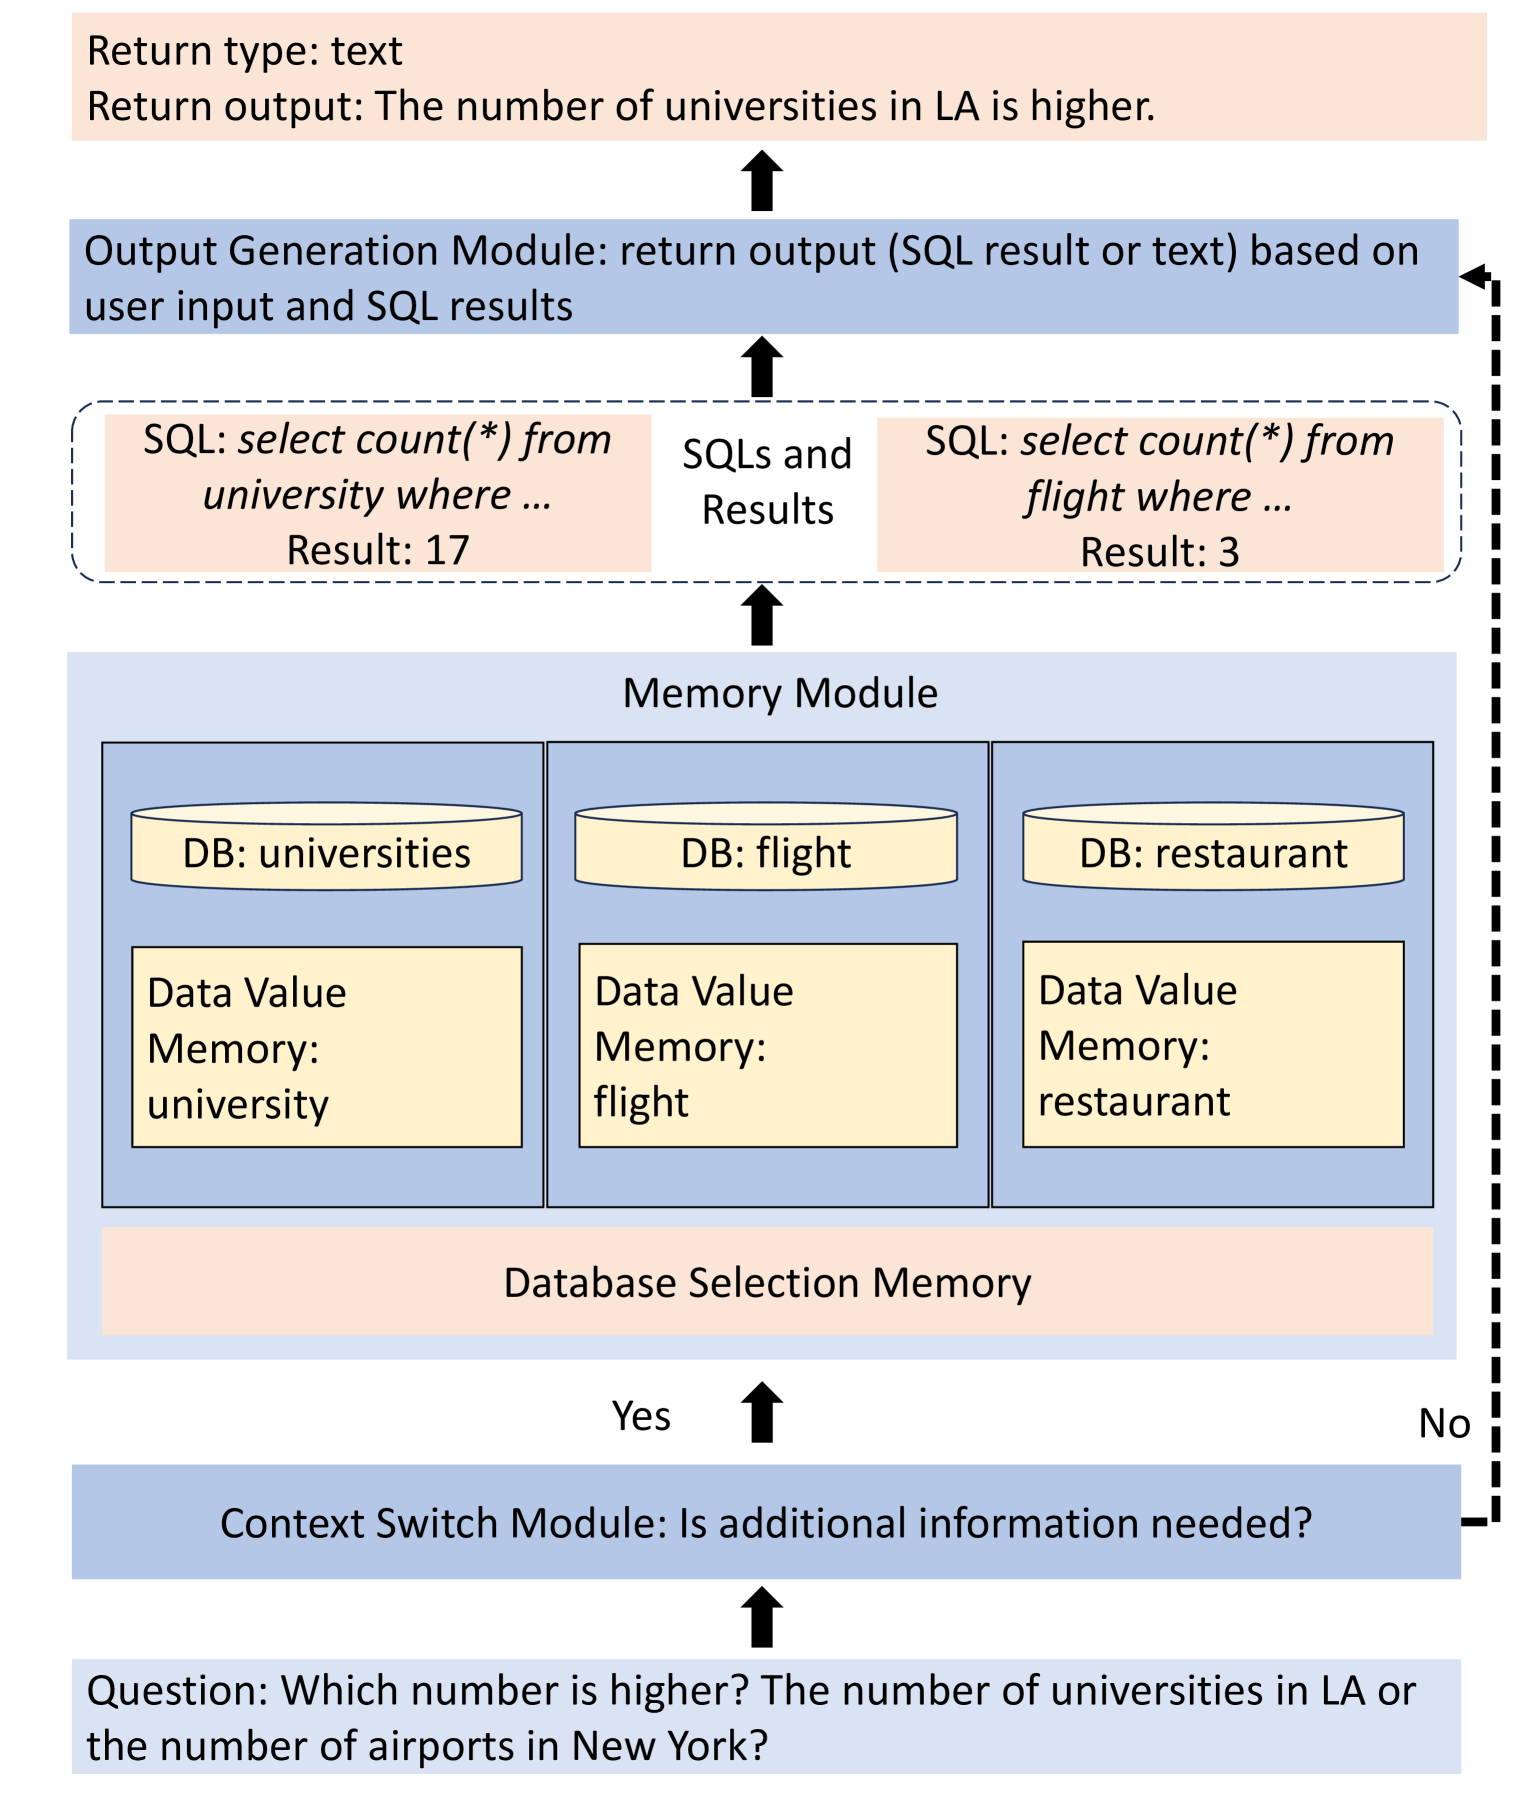 Return type: text
Return output: The number of universities in LA is higher.
Output Generation Module: return output (SQL result or text) based on
user input and SQL results
SQL: select count(*) from
university where ...
Result: 17
SQLs and
Results
SQL: select count(*) from
flight where ...
Result: 3
Memory Module
DB: universities
DB: flight
DB: restaurant
Data Value
Memory:
university
Data Value
Memory:
flight
Data Value
Memory:
restaurant
Database Selection Memory
Yes
No
Context Switch Module: Is additional information needed?
Question: Which number is higher? The number of universities in LA or
the number of airports in New York?